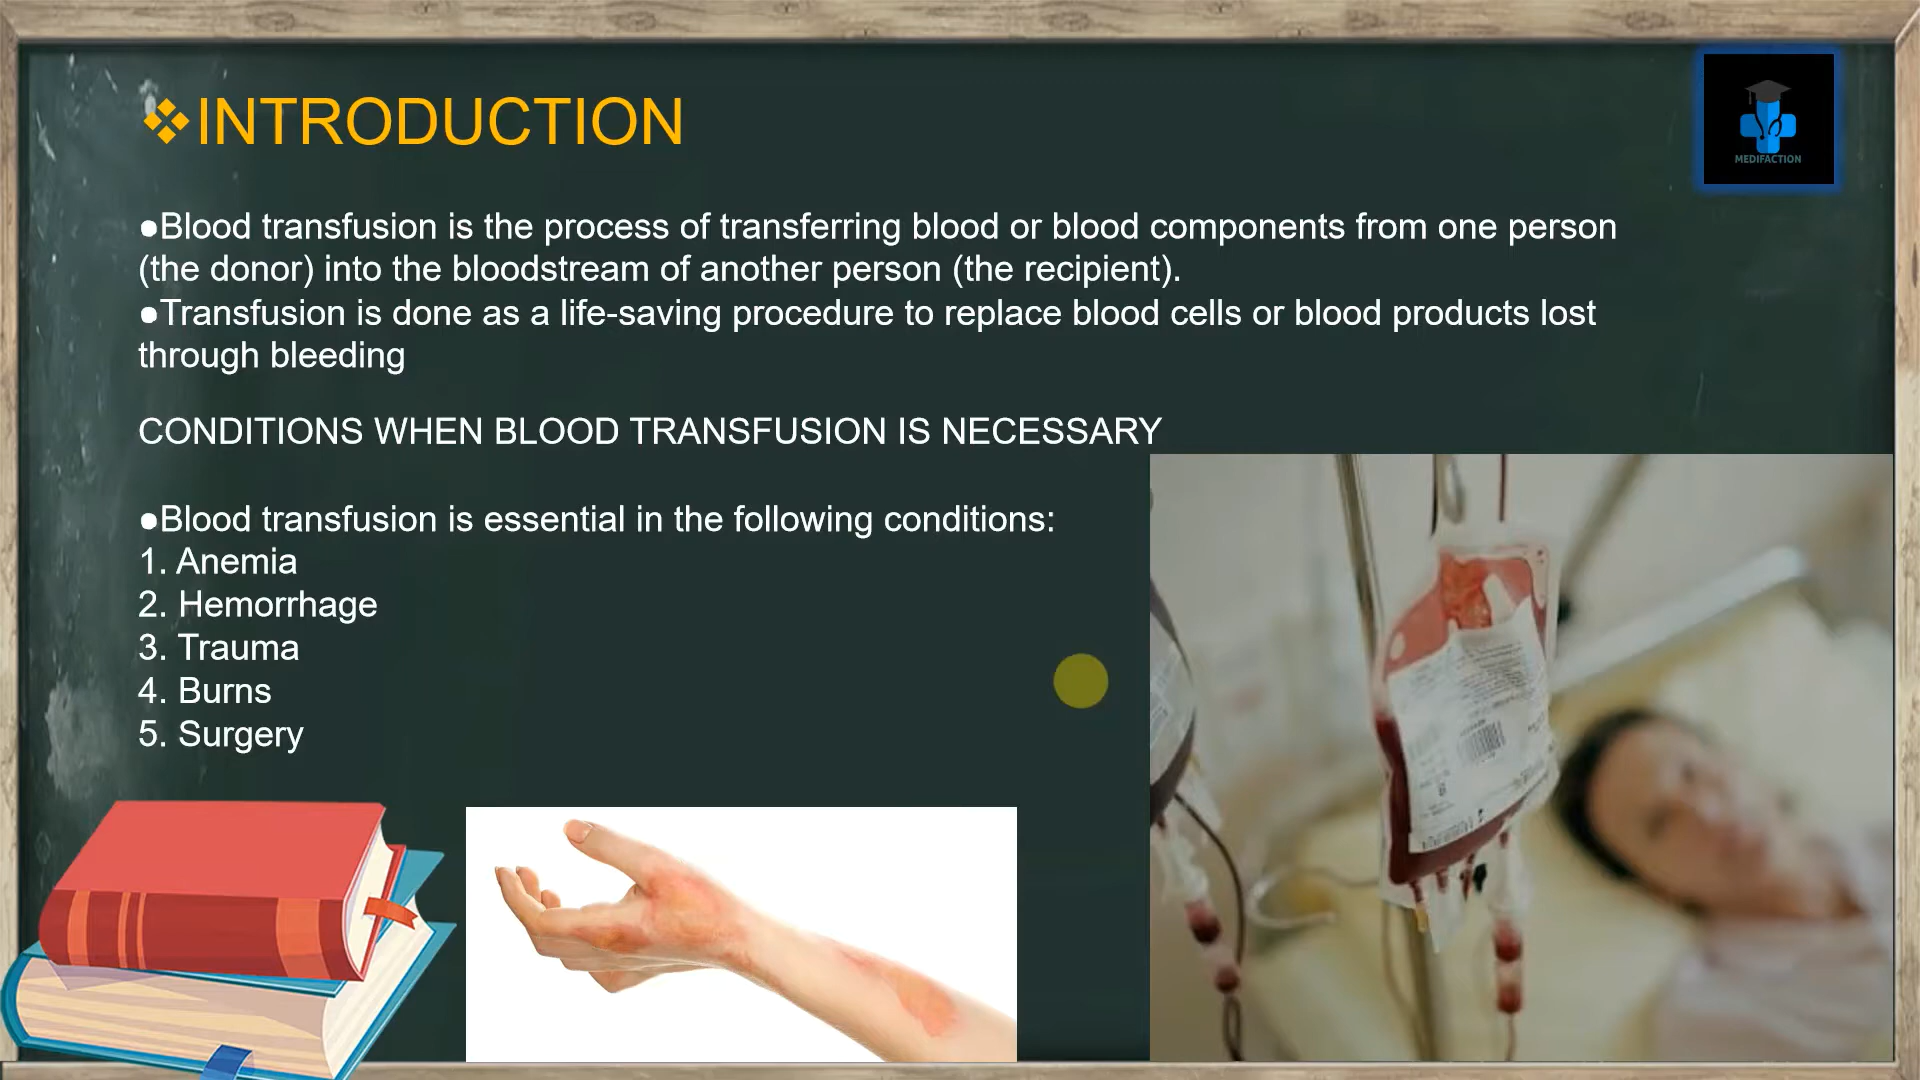 ❖INTRODUCTION
MEDIFACTION
●Blood transfusion is the process of transferring blood or blood components from one person
(the donor) into the bloodstream of another person (the recipient).
●Transfusion is done as a life-saving procedure to replace blood cells or blood products lost
through bleeding
CONDITIONS WHEN BLOOD TRANSFUSION IS NECESSARY
●Blood transfusion is essential in the following conditions:
1. Anemia
2. Hemorrhage
3. Trauma
4. Burns
5. Surgery